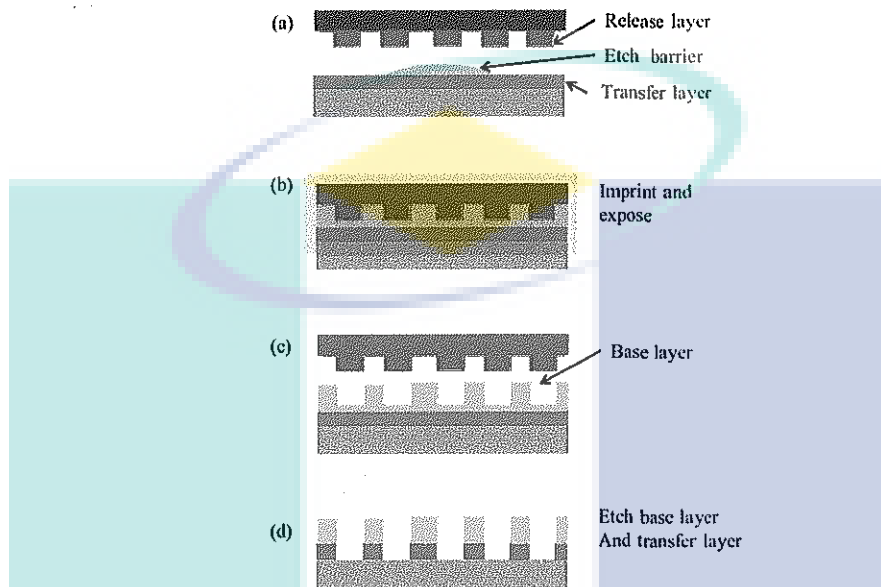 (a)
Release layer
Etch barrier
Transfer layer
(b)
Imprint and
expose
(c)
Base layer
(d)
Etch base layer
And transfer layer